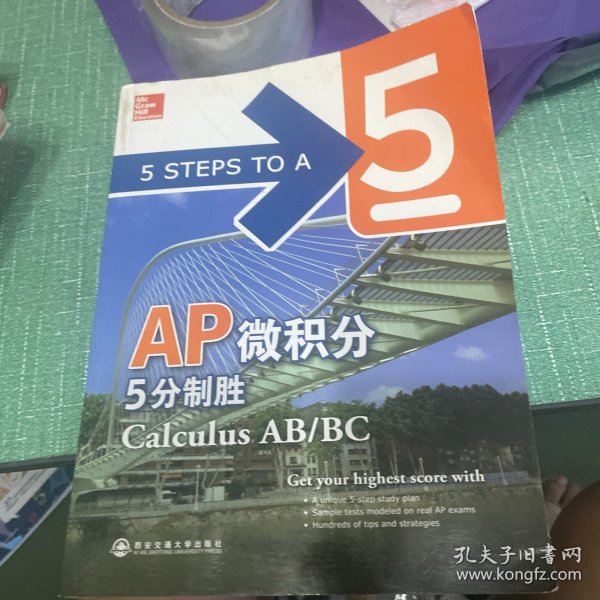 Mc
Graw
Hill
Education
5 STEPS TO A
5
AP 微积分
5分制胜
Calculus AB/BC
Get your highest score with
• A unique 5-step study plan
• Sample tests modeled on real AP exams
• Hundreds of tips and strategies
西安交通大学出版社
XI'AN JIAOTONG UNIVERSITY PRESS
孔夫子旧书网
www.kongfz.com